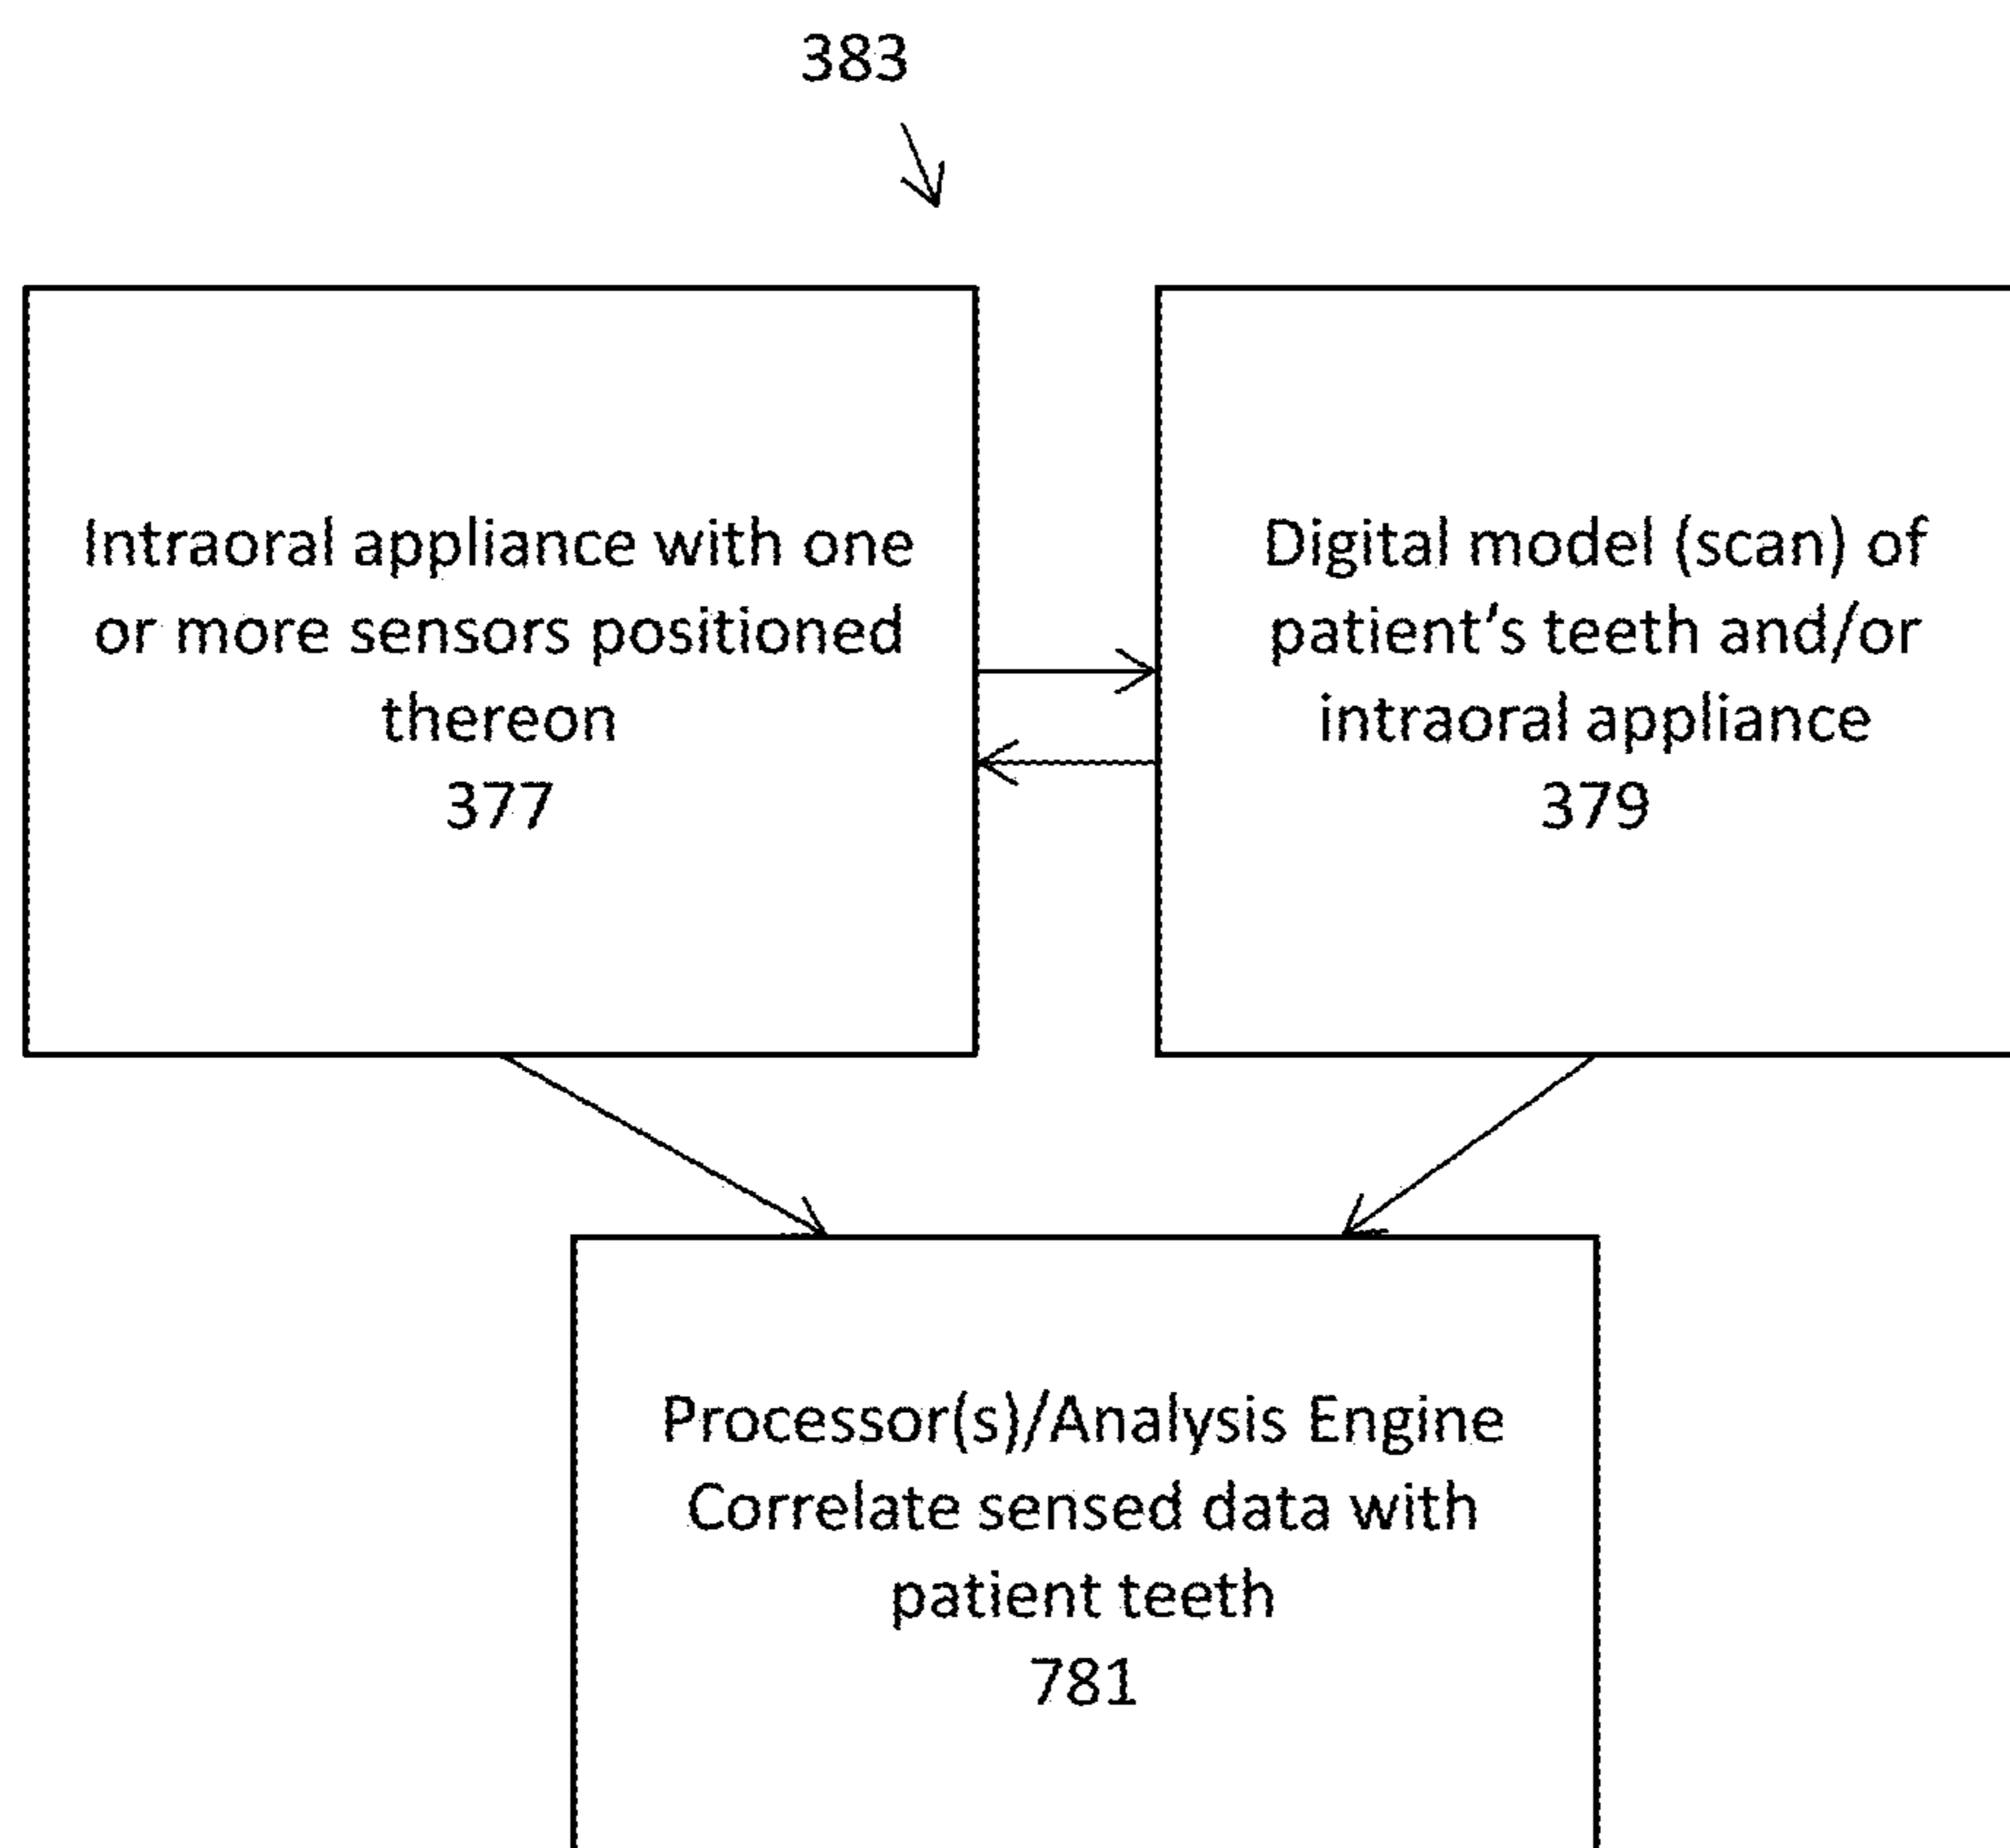 383
Intraoral appliance with one
or more sensors positioned
thereon
377
Digital model (scan) of
patient's teeth and/or
intraoral appliance
379
Processor(s)/Analysis Engine
Correlate sensed data with
patient teeth
781